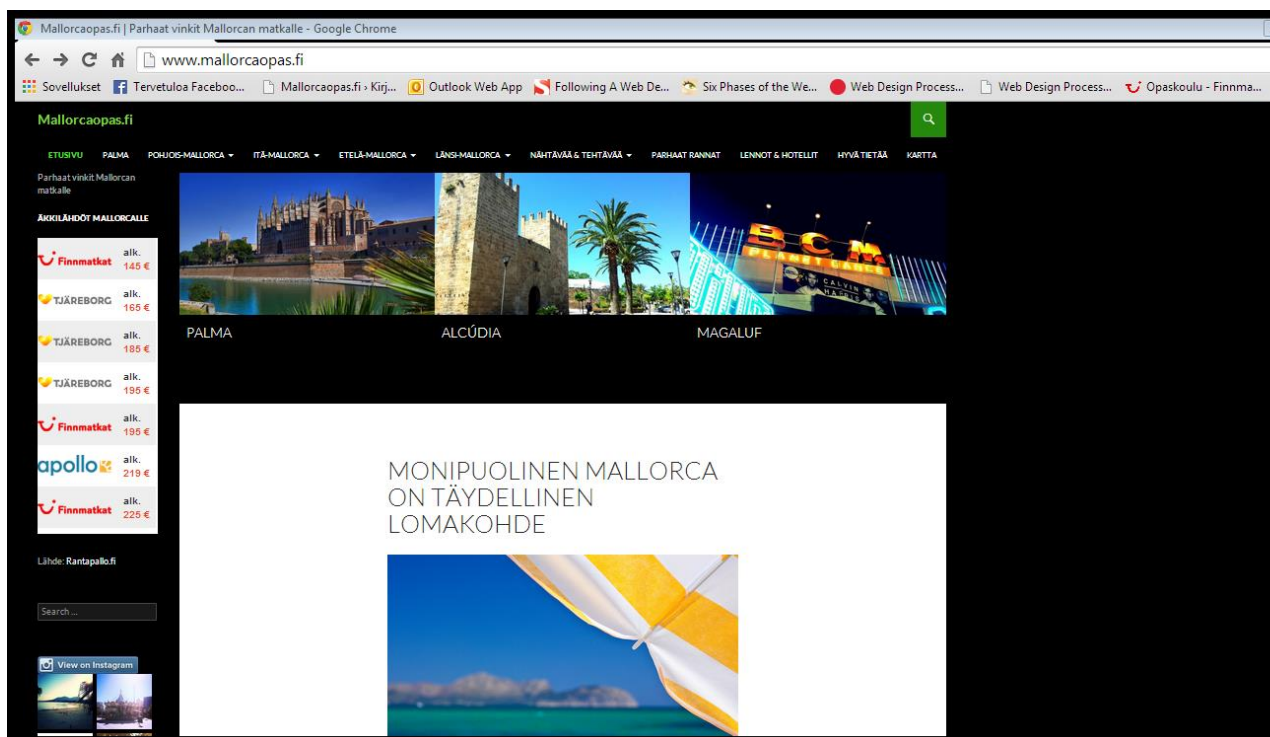 Mallorcaopas.fi | Parhaat vinkit Mallorcan matkalle - Google Chrome
www.mallorcaopas.fi
Sovellukset Tervetuloa Faceboo... Mallorcaopas.fi › Kirj... Outlook Web App Following A Web De... Six Phases of the We... Web Design Process... Web Design Process... Opaskoulu - Finnma...
Mallorcaopas.fi
ETUSIVU PALMA POHJOIS-MALLORCA ITÄ-MALLORCA ETELÄ-MALLORCA LÄNSI-MALLORCA NÄHTÄVÄÄ & TEHTÄVÄÄ PARHAAT RANNAT LENNOT & HOTELLIT HYVÄ TIETÄÄ KARTTA
Parhaat vinkit Mallorcan
matkalle
ÄKKILÄHDÖT MALLORCALLE
Finnmatkat alk.
145 €
TJÄREBORG alk.
165 €
TJÄREBORG alk.
185 €
TJÄREBORG alk.
195 €
Finnmatkat alk.
195 €
apollo alk.
219 €
Finnmatkat alk.
225 €
Lähde: Rantapallo.fi
Search ...
View on Instagram
BCM
PLANET DANCE
CALVIN
HARRIS
PALMA
ALCÚDIA
MAGALUF
MONIPUOLINEN MALLORCA
ON TÄYDELLINEN
LOMAKOHDE